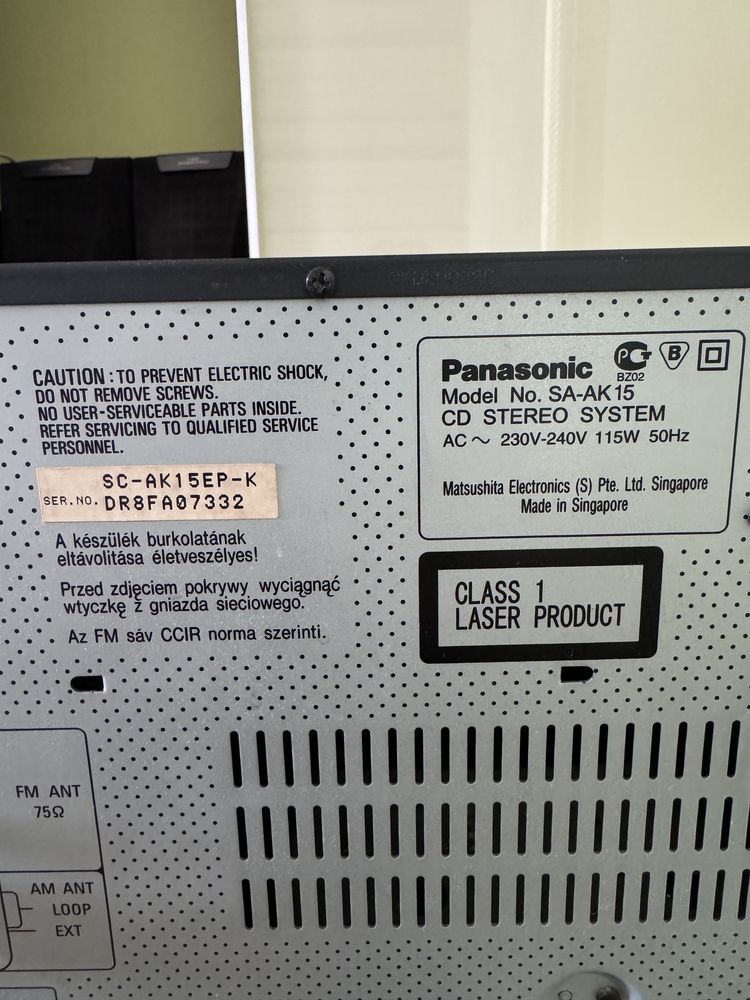 CAUTION : TO PREVENT ELECTRIC SHOCK,
DO NOT REMOVE SCREWS.
NO USER-SERVICEABLE PARTS INSIDE.
REFER SERVICING TO QUALIFIED SERVICE
PERSONNEL.
SC-AK15EP-K
SER.NO. DR8FA07332
A készülék burkolatának
eltávolitása életveszélyes!
Przed zdjęciem pokrywy wyciągnąć
wtyczkę z gniazda sieciowego.
Az FM sáv CCIR norma szerinti.
Panasonic
PG
BZ02
B
Model No. SA-AK15
CD STEREO SYSTEM
AC ～ 230V-240V 115W 50Hz
Matsushita Electronics (S) Pte. Ltd. Singapore
Made in Singapore
CLASS 1
LASER PRODUCT
FM ANT
75Ω
AM ANT
LOOP
EXT